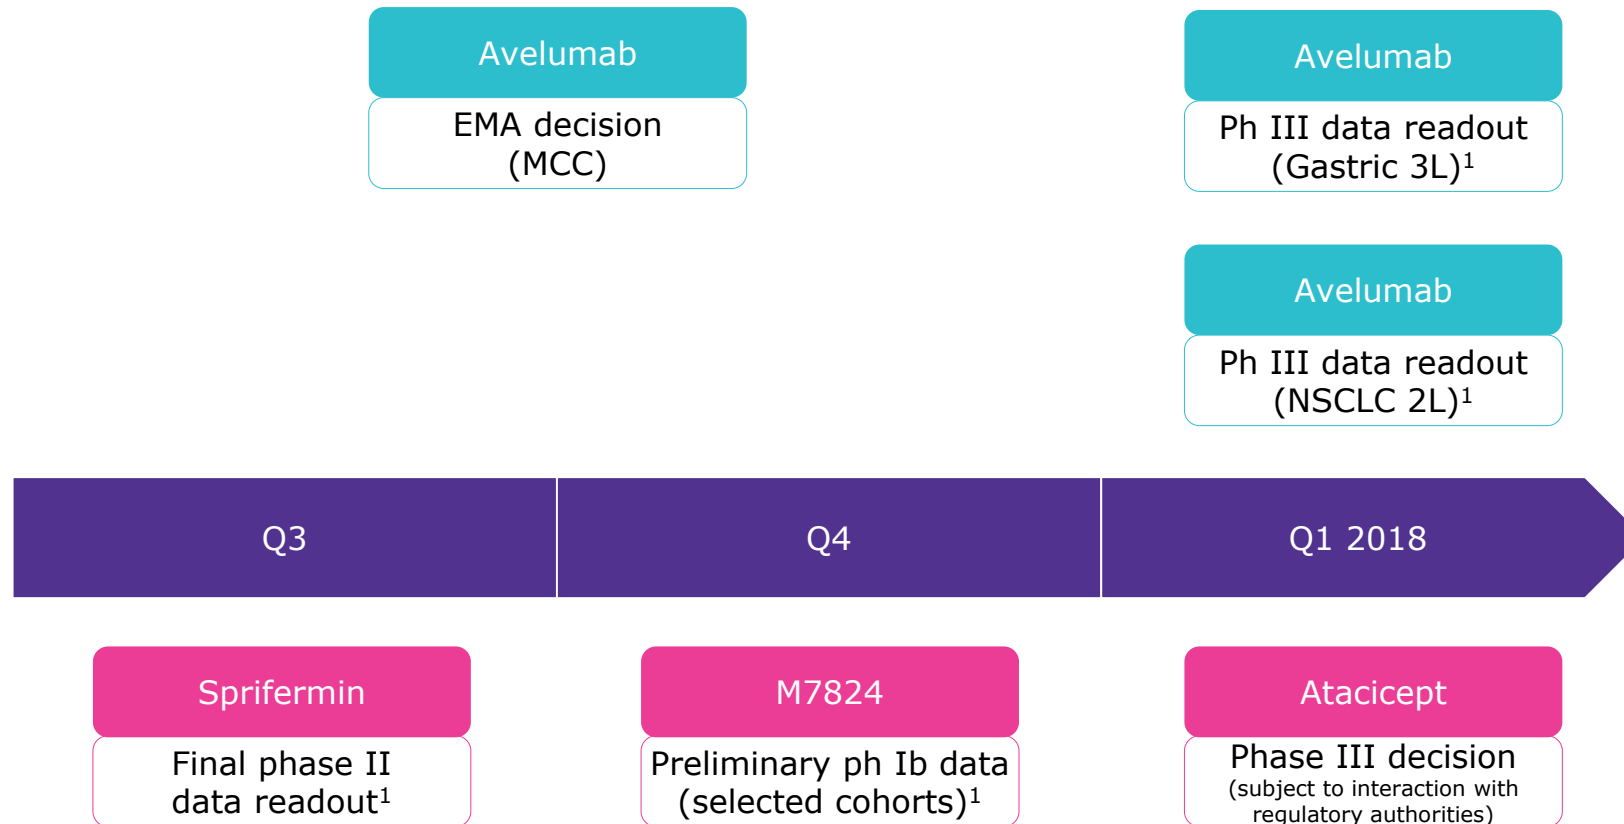 Avelumab
EMA decision
(MCC)
Avelumab
Ph III data readout
(Gastric 3L)¹
Avelumab
Ph III data readout
(NSCLC 2L)¹
Q3
Q4
Q1 2018
Sprifermin
Final phase II
data readout¹
M7824
Preliminary ph Ib data
(selected cohorts)¹
Atacicept
Phase III decision
(subject to interaction with
regulatory authorities)